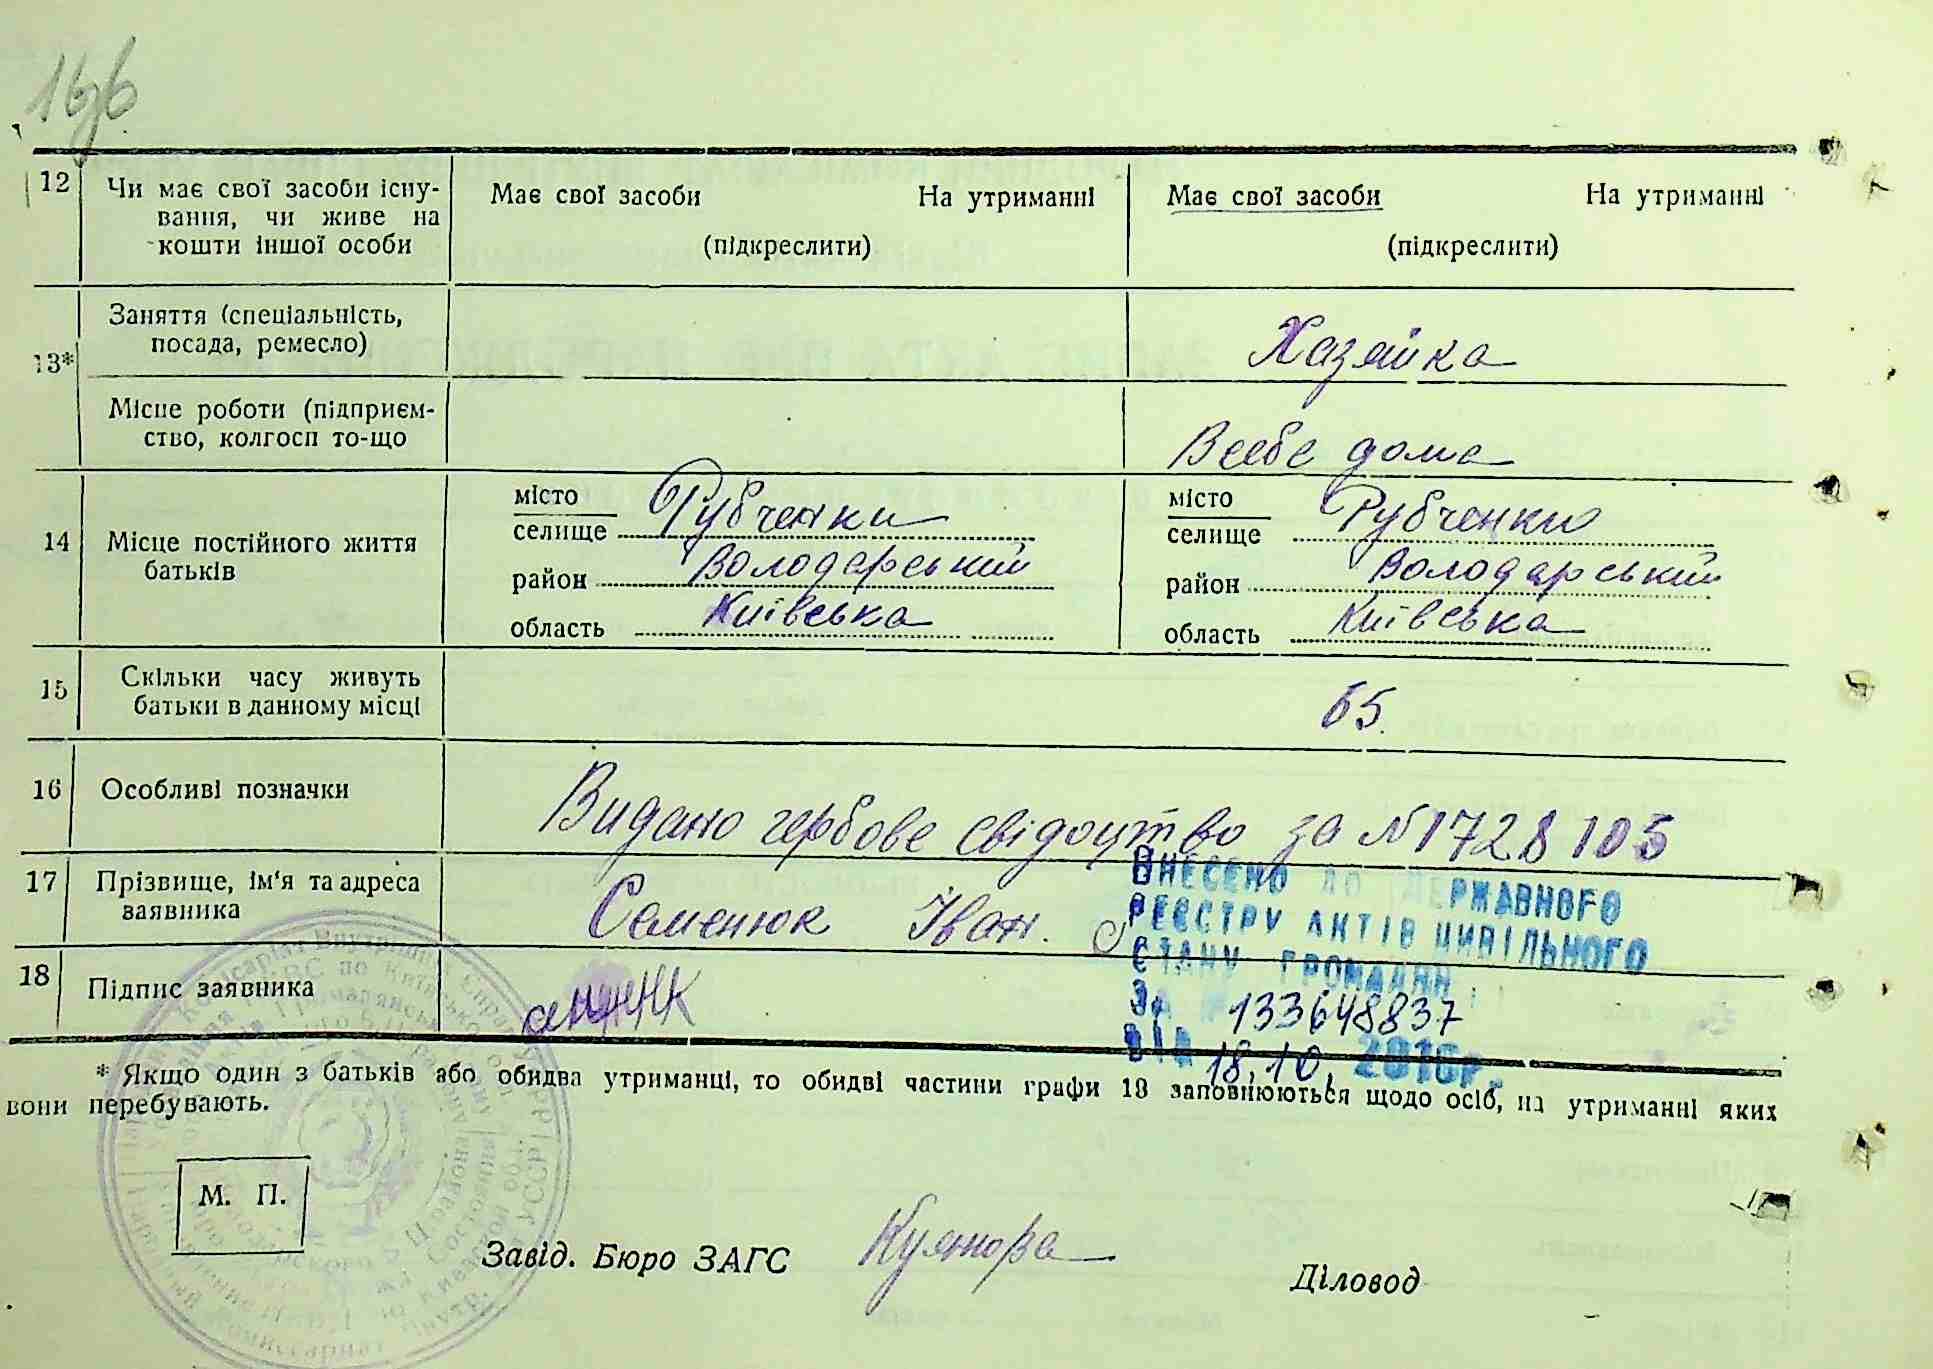 12 Чи має свої засоби існу-
вання, чи живе на
кошти іншої особи
Має свої засоби На утриманні
(підкреслити)
Має свої засоби На утриманні
(підкреслити)
13* Заняття (спеціальність,
посада, ремесло)
Хазяйка
Місце роботи (підприєм-
ство, колгосп то-що
Всебе дома
14 Місце постійного життя
батьків
місто
селище Рубченки
район Володарський
область Київська
місто
селище Рубченки
район Володарський
область Київська
15 Скільки часу живуть
батьки в данному місці
65.
16 Особливі позначки
Видано гербове свідоцтво за №1728105
17 Прізвище, ім'я та адреса
заявника
Семенюк Іван.
ВНЕСЕНО ДО ДЕРЖАВНОГО
РЕЄСТРУ АКТІВ ЦИВІЛЬНОГО
СТАНУ ГРОМАДЯН
ЗА № 133648837
ВІД 18.10. 2016р.
18 Підпис заявника
* Якщо один з батьків або обидва утриманці, то обидві частини графи 13 заповнюються щодо осіб, на утриманні яких
вони перебувають.
М. П.
Завід. Бюро ЗАГС
Діловод